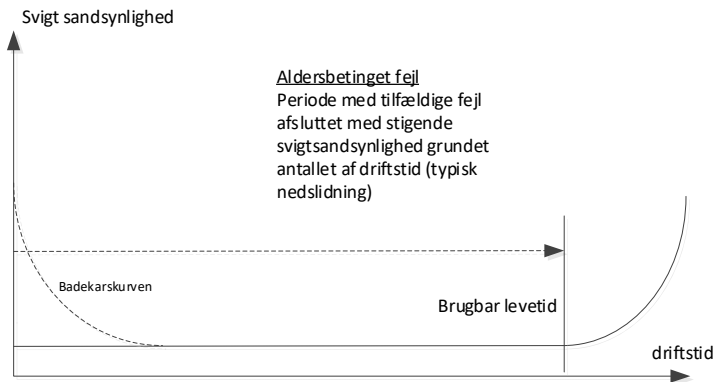 Svigt sandsynlighed
Aldersbetinget fejl
Periode med tilfældige fejl
afsluttet med stigende
svigtsandsynlighed grundet
antallet af driftstid (typisk
nedslidning)
Badekarskurven
Brugbar levetid
driftstid